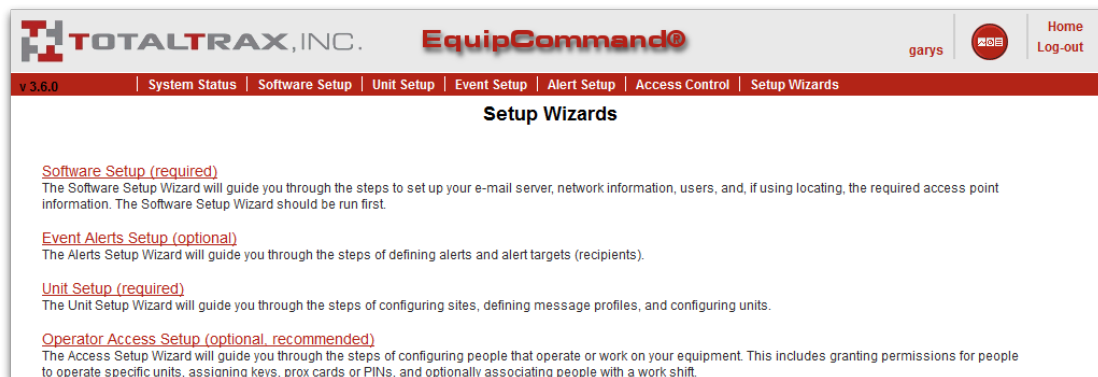 TOTALTRAX, INC.
EquipCommand®
garys
Home
Log-out
v 3.6.0
System Status | Software Setup | Unit Setup | Event Setup | Alert Setup | Access Control | Setup Wizards
Setup Wizards
Software Setup (required)
The Software Setup Wizard will guide you through the steps to set up your e-mail server, network information, users, and, if using locating, the required access point
information. The Software Setup Wizard should be run first.
Event Alerts Setup (optional)
The Alerts Setup Wizard will guide you through the steps of defining alerts and alert targets (recipients).
Unit Setup (required)
The Unit Setup Wizard will guide you through the steps of configuring sites, defining message profiles, and configuring units.
Operator Access Setup (optional, recommended)
The Access Setup Wizard will guide you through the steps of configuring people that operate or work on your equipment. This includes granting permissions for people
to operate specific units, assigning keys, prox cards or PINs, and optionally associating people with a work shift.